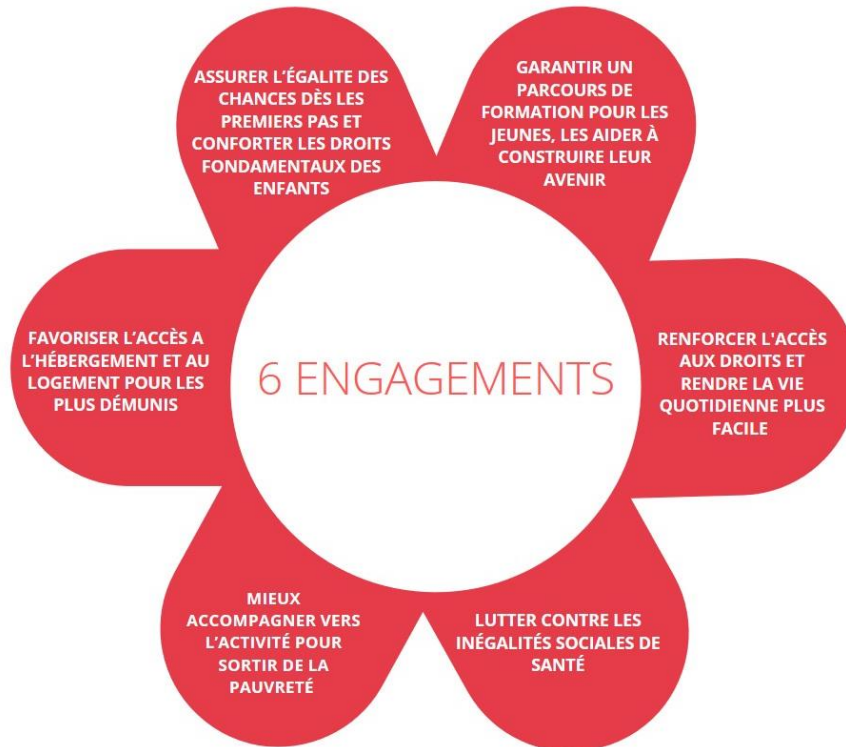 ASSURER L'ÉGALITE DES
CHANCES DÈS LES
PREMIERS PAS ET
CONFORTER LES DROITS
FONDAMENTAUX DES
ENFANTS
GARANTIR UN
PARCOURS DE
FORMATION POUR LES
JEUNES, LES AIDER À
CONSTRUIRE LEUR
AVENIR
FAVORISER L'ACCÈS A
L'HÉBERGEMENT ET AU
LOGEMENT POUR LES
PLUS DÉMUNIS
6 ENGAGEMENTS
RENFORCER L'ACCÈS
AUX DROITS ET
RENDRE LA VIE
QUOTIDIENNE PLUS
FACILE
MIEUX
ACCOMPAGNER VERS
L'ACTIVITÉ POUR
SORTIR DE LA
PAUVRETÉ
LUTTER CONTRE LES
INÉGALITÉS SOCIALES DE
SANTÉ